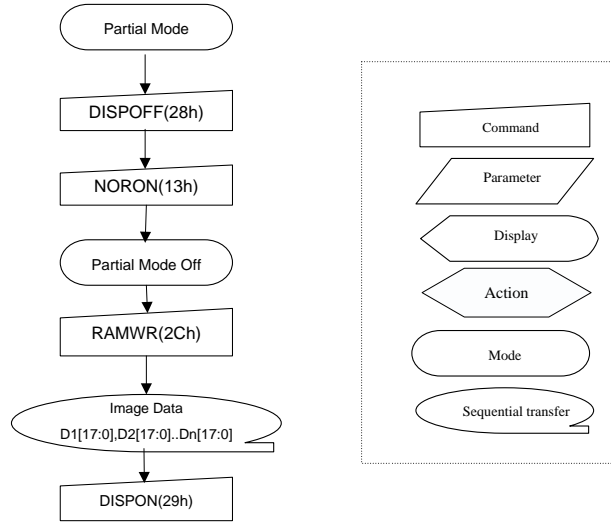 Partial Mode
DISPOFF(28h)
NORON(13h)
Partial Mode Off
RAMWR(2Ch)
Image Data
D1[17:0],D2[17:0]..Dn[17:0]
DISPON(29h)
Command
Parameter
Display
Action
Mode
Sequential transfer